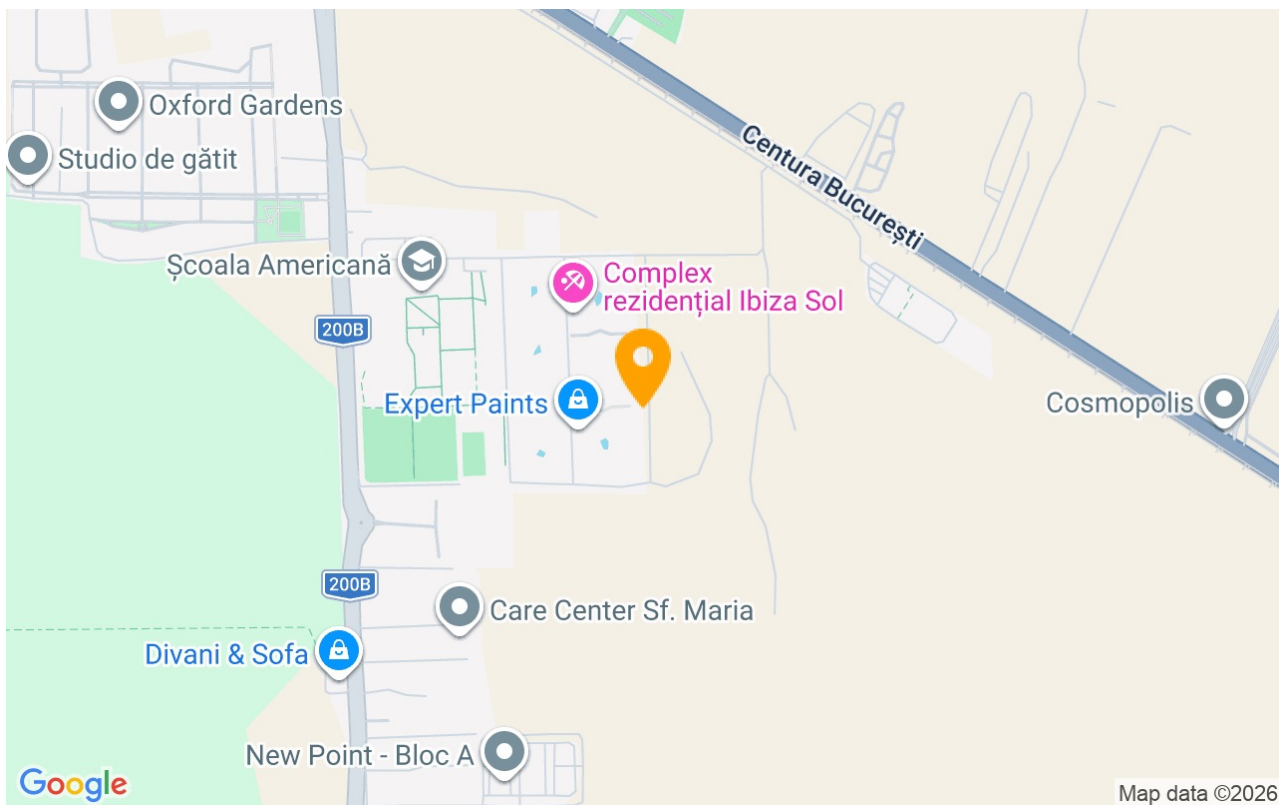 Oxford Gardens
Studio de gătit
Centura București
Școala Americană
Complex
rezidențial Ibiza Sol
200B
Expert Paints
Cosmopolis
200B
Care Center Sf. Maria
Divani & Sofa
New Point - Bloc A
Google
Map data ©2026